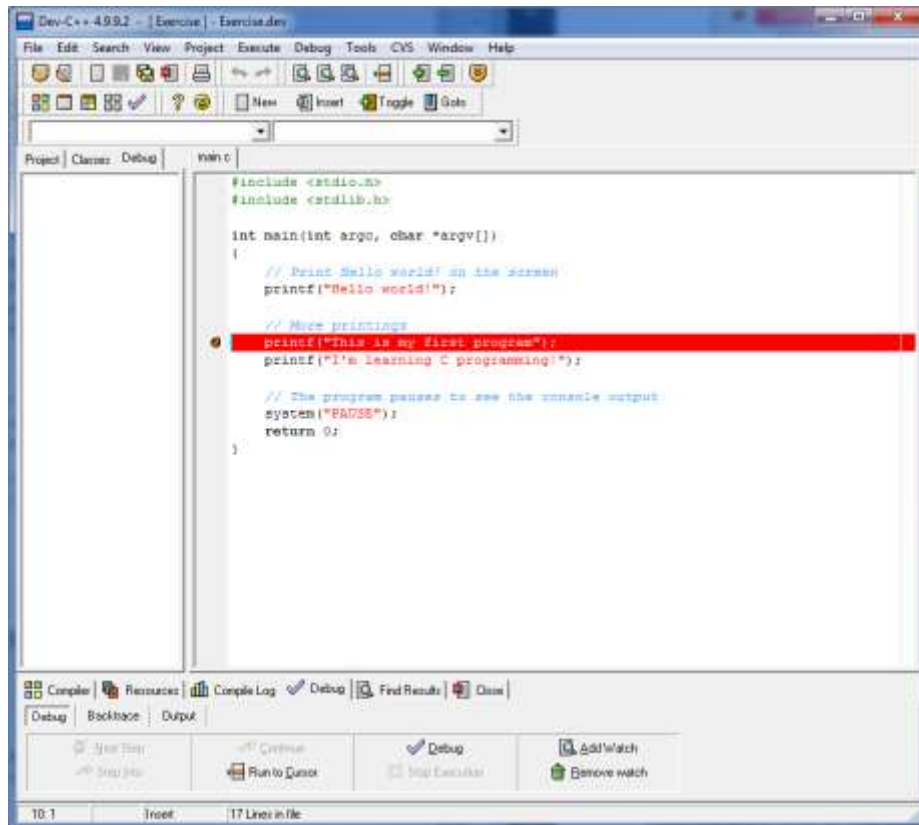 Dev-C++ 4.9.9.2 - [ Exercise ] - Exercise.dev
File Edit Search View Project Execute Debug Tools CVS Window Help
New Insert Toggle Goto
Project Classes Debug
main.c
#include <stdio.h>
#include <stdlib.h>
int main(int argc, char *argv[])
{
// Print Hello world! on the screen
printf("Hello world!");
// More printings
printf("This is my first program");
printf("I'm learning C programming!");
// The program pauses to see the console output
system("PAUSE");
return 0;
}
Compiler Resources Compile Log Debug Find Results Close
Debug Backtrace Output
Next Step Continue Debug Add Watch
Step Into Run to Cursor Stop Execution Remove watch
10: 1 Insert 17 Lines in file